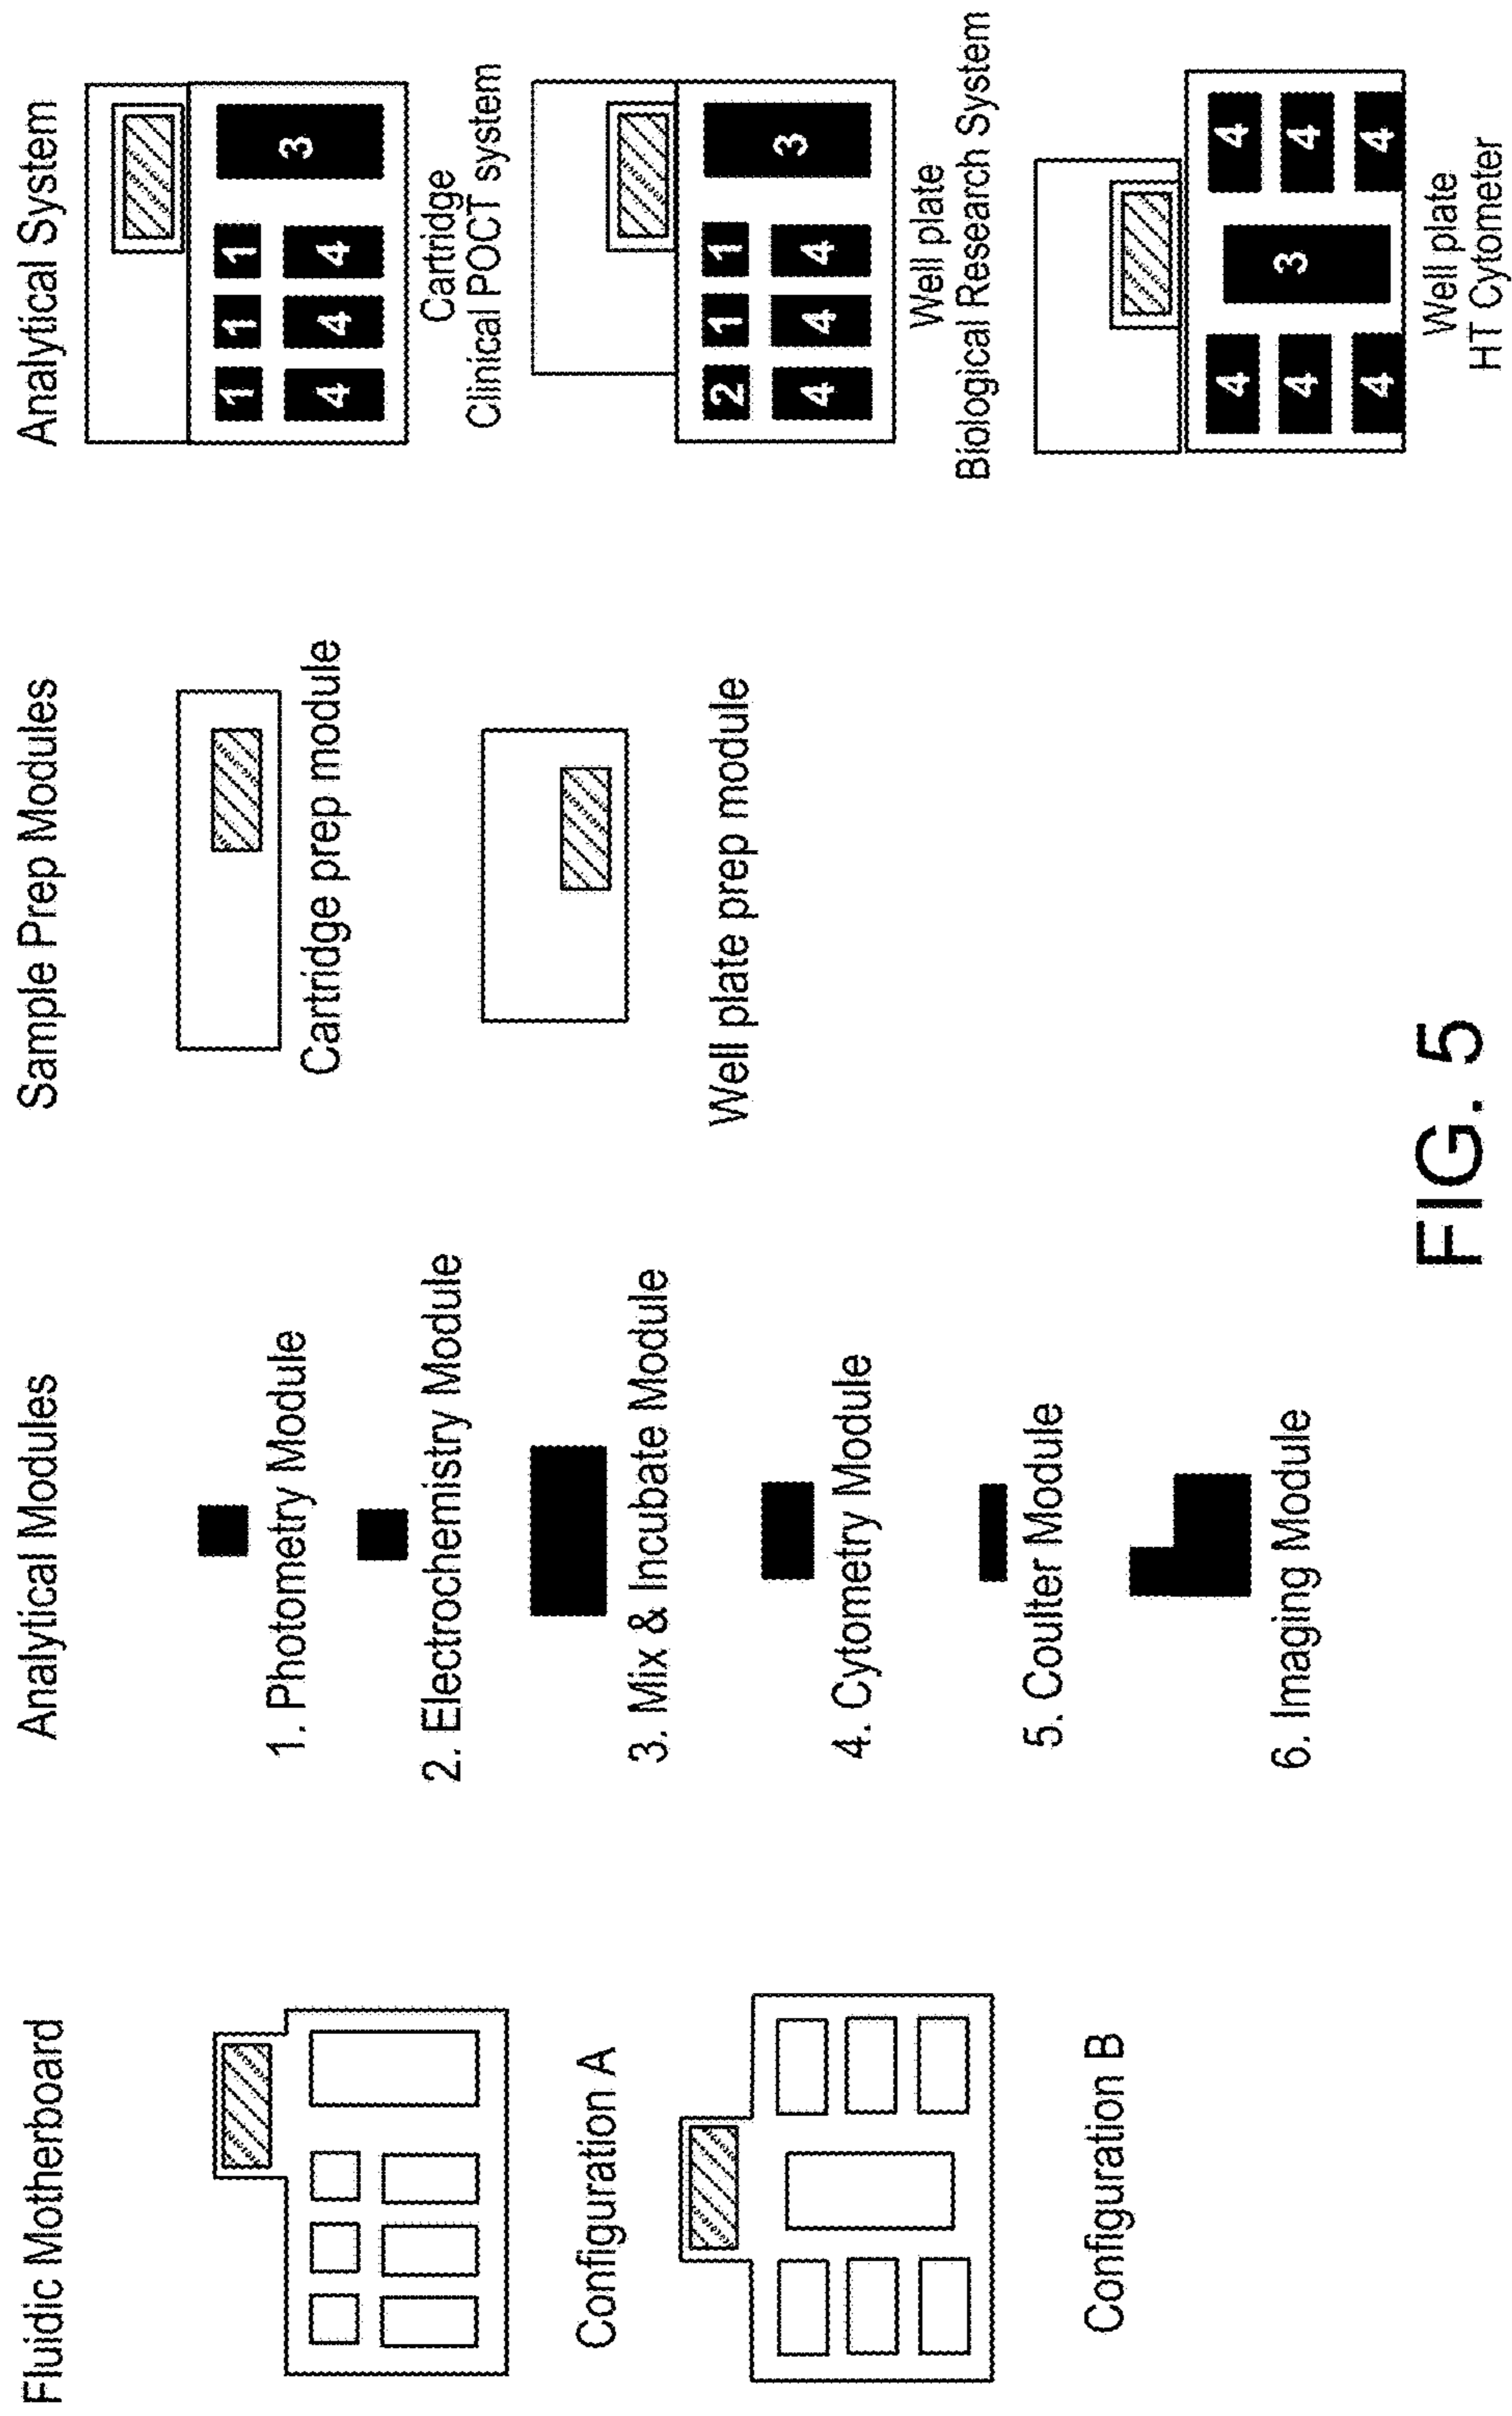 Fluidic Motherboard
Configuration A
Configuration B
Analytical Modules
1. Photometry Module
2. Electrochemistry Module
3. Mix & Incubate Module
4. Cytometry Module
5. Coulter Module
6. Imaging Module
Sample Prep Modules
Cartridge prep module
Well plate prep module
Analytical System
1 1 1 3
4 4 4
Cartridge
Clinical POCT system
2 1 1 3
4 4 4
Well plate
Biological Research System
4 4
4 3 4
4 4
Well plate
HT Cytometer
FIG. 5